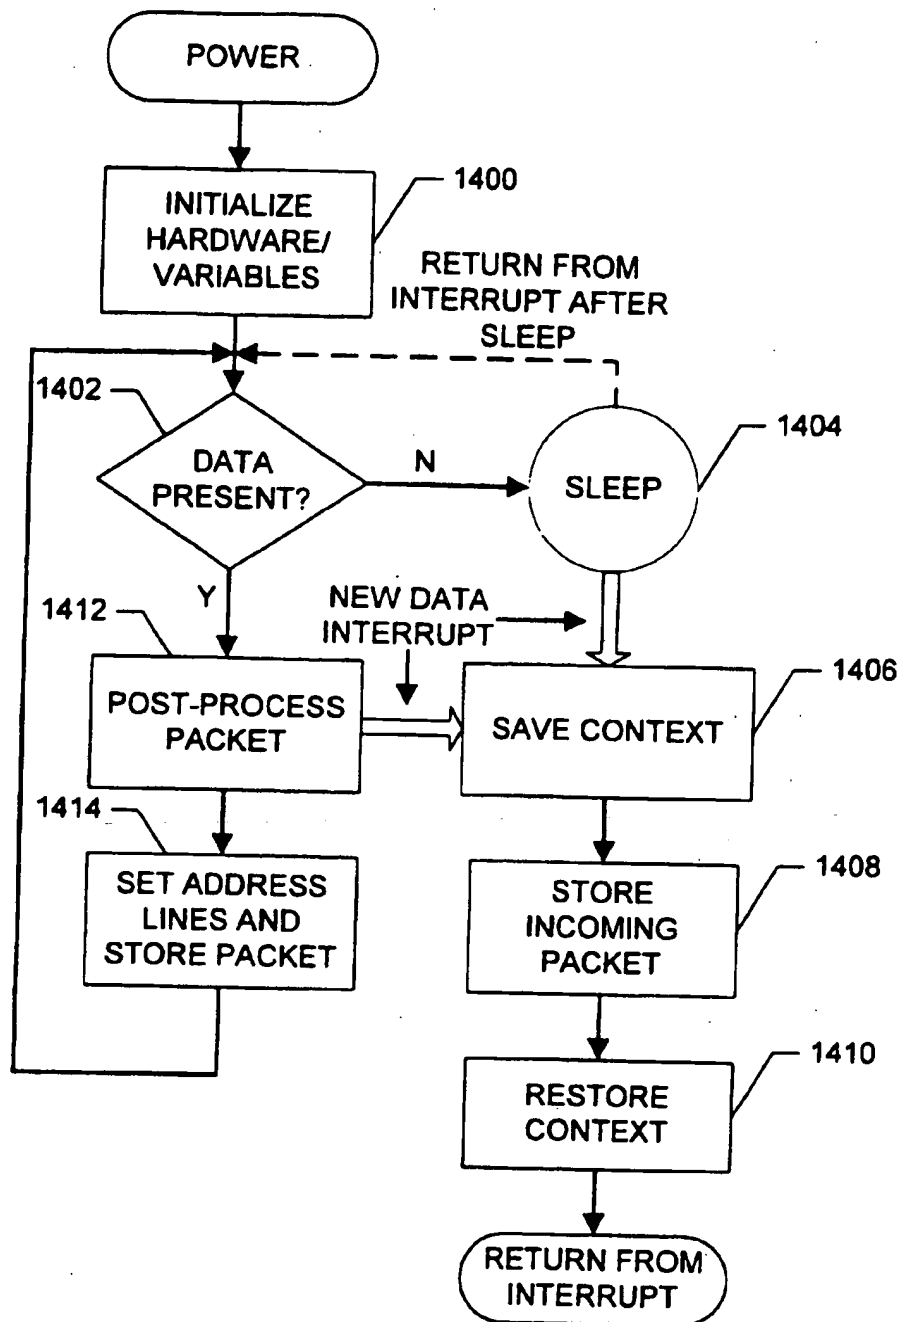 POWER
1400
INITIALIZE
HARDWARE/
VARIABLES
RETURN FROM
INTERRUPT AFTER
SLEEP
1402
1404
DATA
PRESENT?
N
SLEEP
Y
NEW DATA
INTERRUPT
1412
1406
POST-PROCESS
PACKET
SAVE CONTEXT
1414
1408
SET ADDRESS
LINES AND
STORE PACKET
STORE
INCOMING
PACKET
1410
RESTORE
CONTEXT
RETURN FROM
INTERRUPT